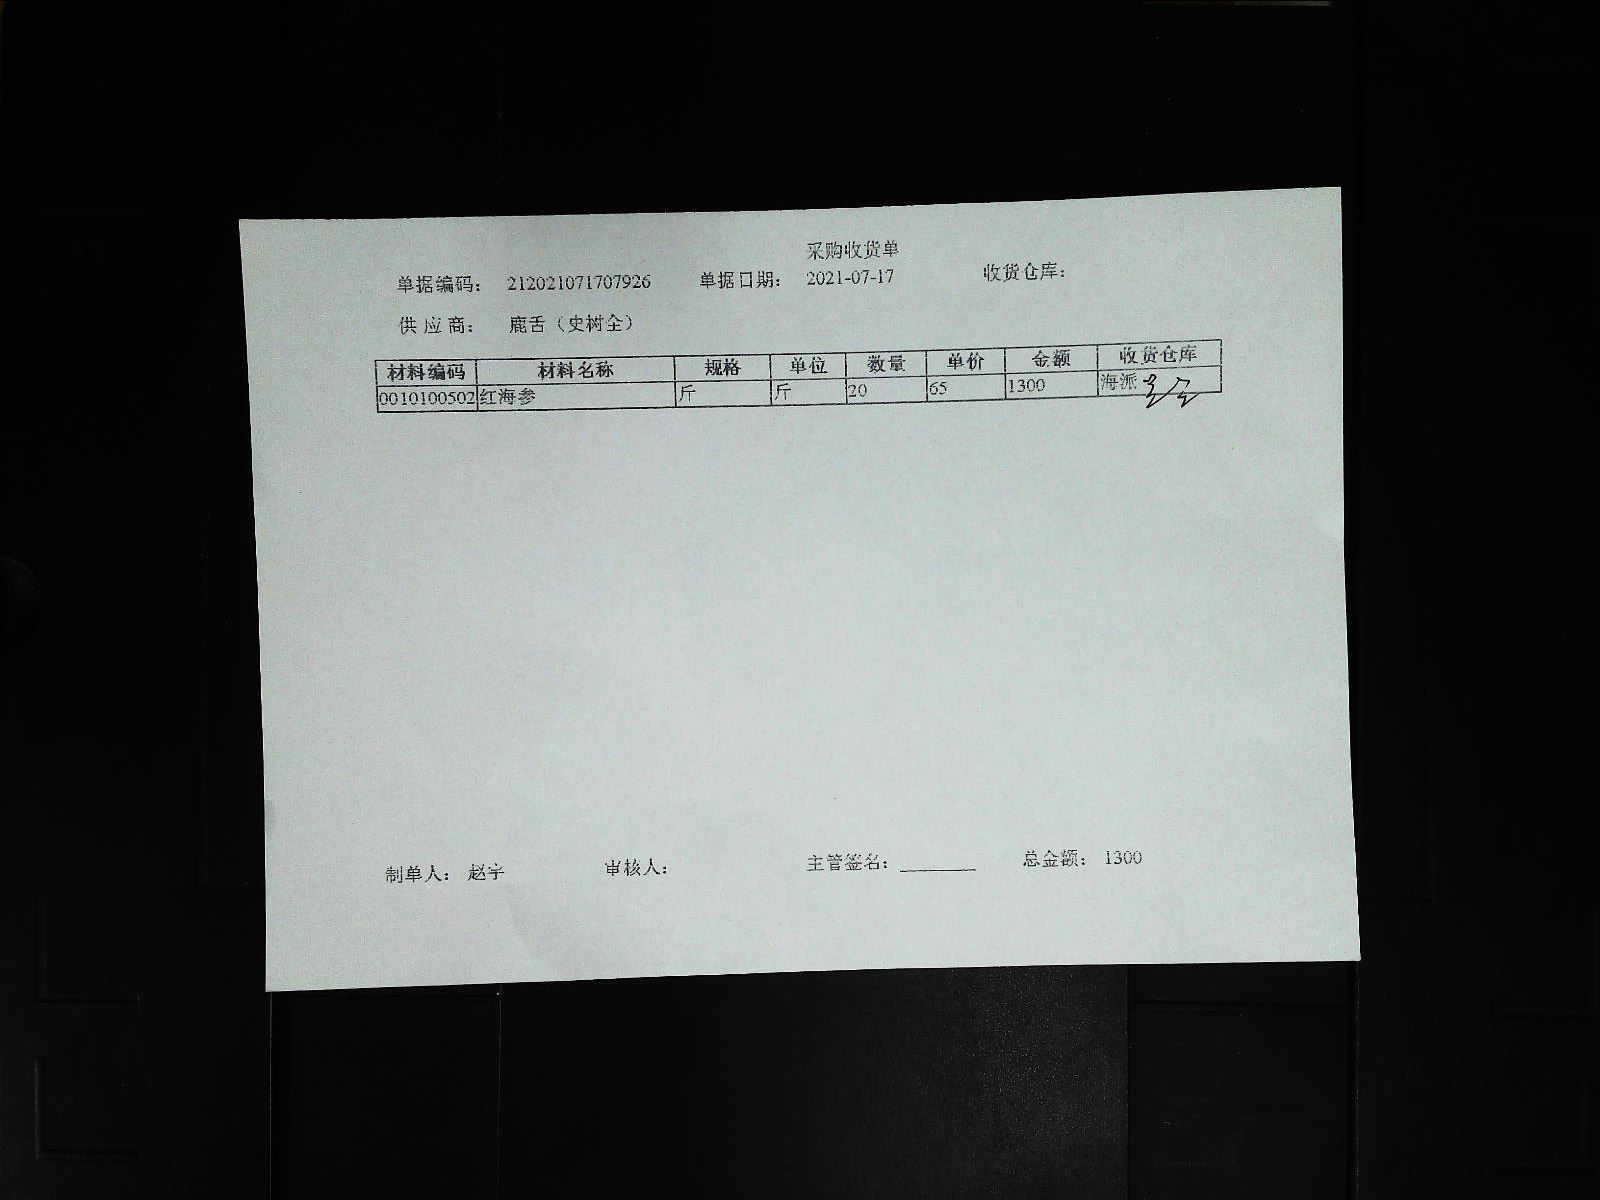 采购收货单
单据编码: 212021071707926 单据日期: 2021-07-17 收货仓库:
供应商: 鹿舌(史树全)
材料编码 材料名称 规格 单位 数量 单价 金额 收货仓库
0010100502 红海参 斤 斤 20 65 1300 海派
制单人: 赵宇 审核人: 主管签名: ________ 总金额: 1300